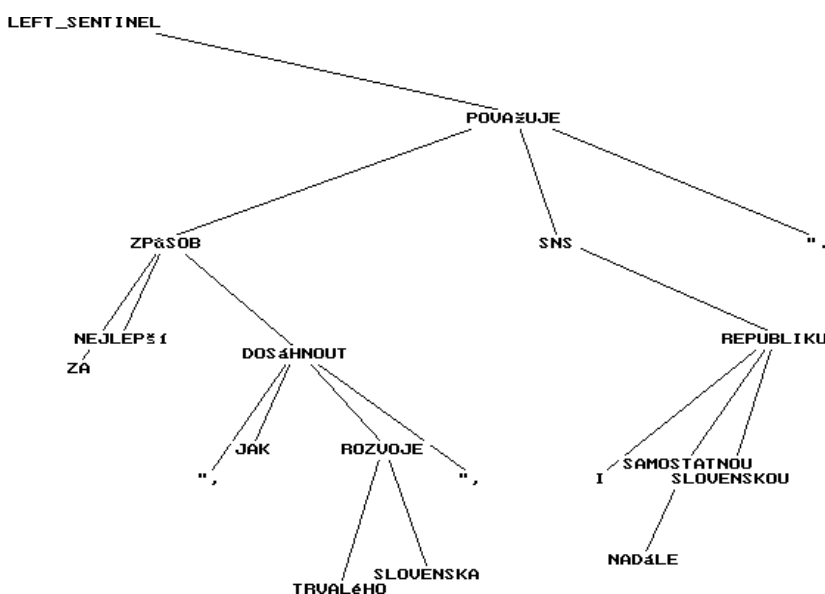 LEFT_SENTINEL
POVAžUJE
ZPůSOB
SNS
".
NEJLEPší
ZA
DOSáHNOUT
REPUBLIKU
",
JAK
ROZVOJE
",
I
SAMOSTATNOU
SLOVENSKOU
NADáLE
TRVALéHO
SLOVENSKA